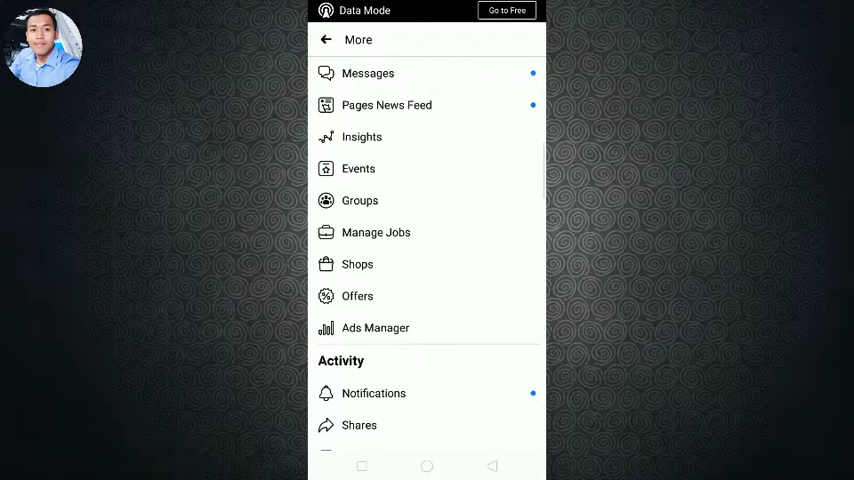 Data Mode
Go to Free
More
Messages
Pages News Feed
Insights
Events
Groups
Manage Jobs
Shops
Offers
Ads Manager
Activity
Notifications
Shares